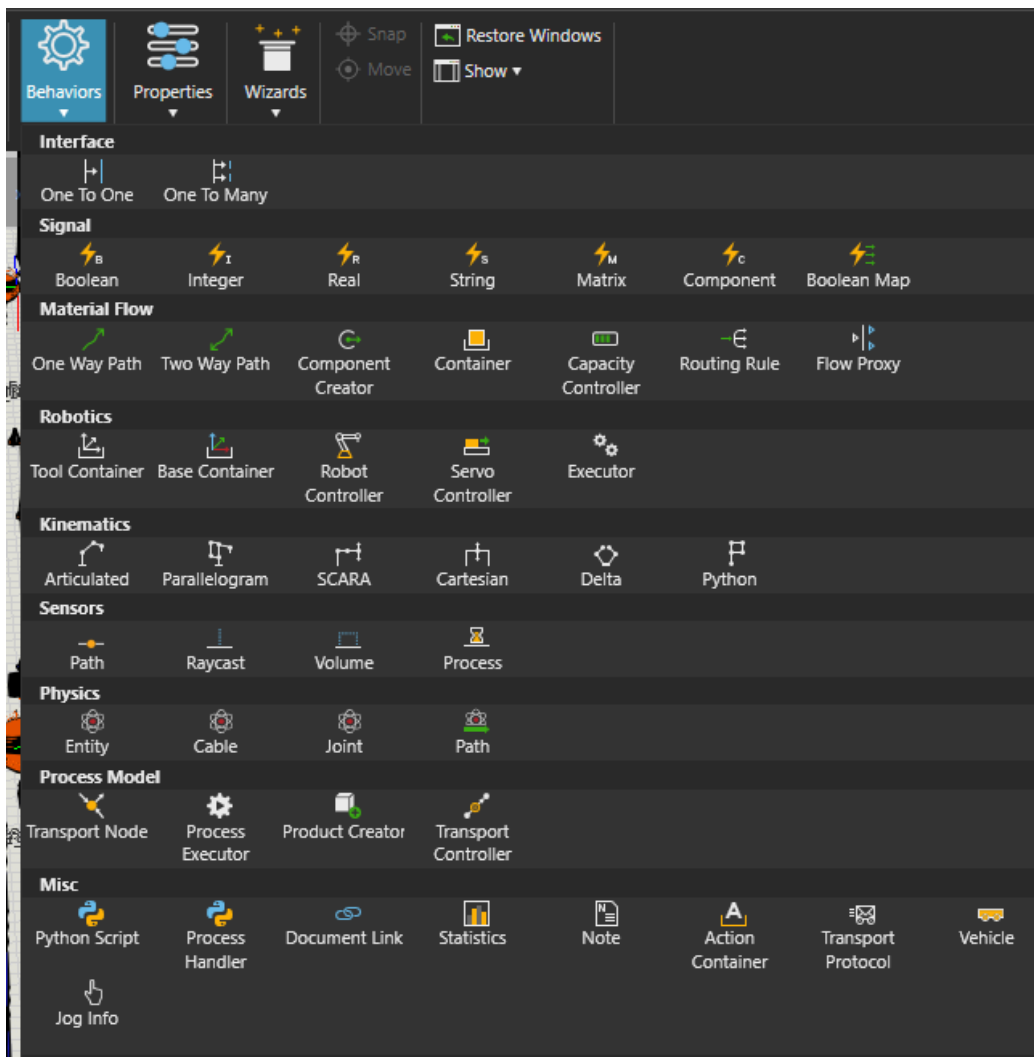 Behaviors Properties Wizards Snap Move Restore Windows Show
Interface
One To One One To Many
Signal
B I R S M C
Boolean Integer Real String Matrix Component Boolean Map
Material Flow
One Way Path Two Way Path Component Creator Container Capacity Controller Routing Rule Flow Proxy
Robotics
Tool Container Base Container Robot Controller Servo Controller Executor
Kinematics
Articulated Parallelogram SCARA Cartesian Delta Python
Sensors
Path Raycast Volume Process
Physics
Entity Cable Joint Path
Process Model
Transport Node Process Executor Product Creator Transport Controller
Misc
N A
Python Script Process Handler Document Link Statistics Note Action Container Transport Protocol Vehicle
Jog Info